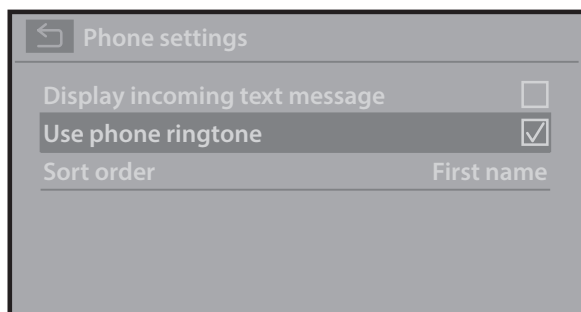 Phone settings
Display incoming text message
Use phone ringtone
Sort order First name